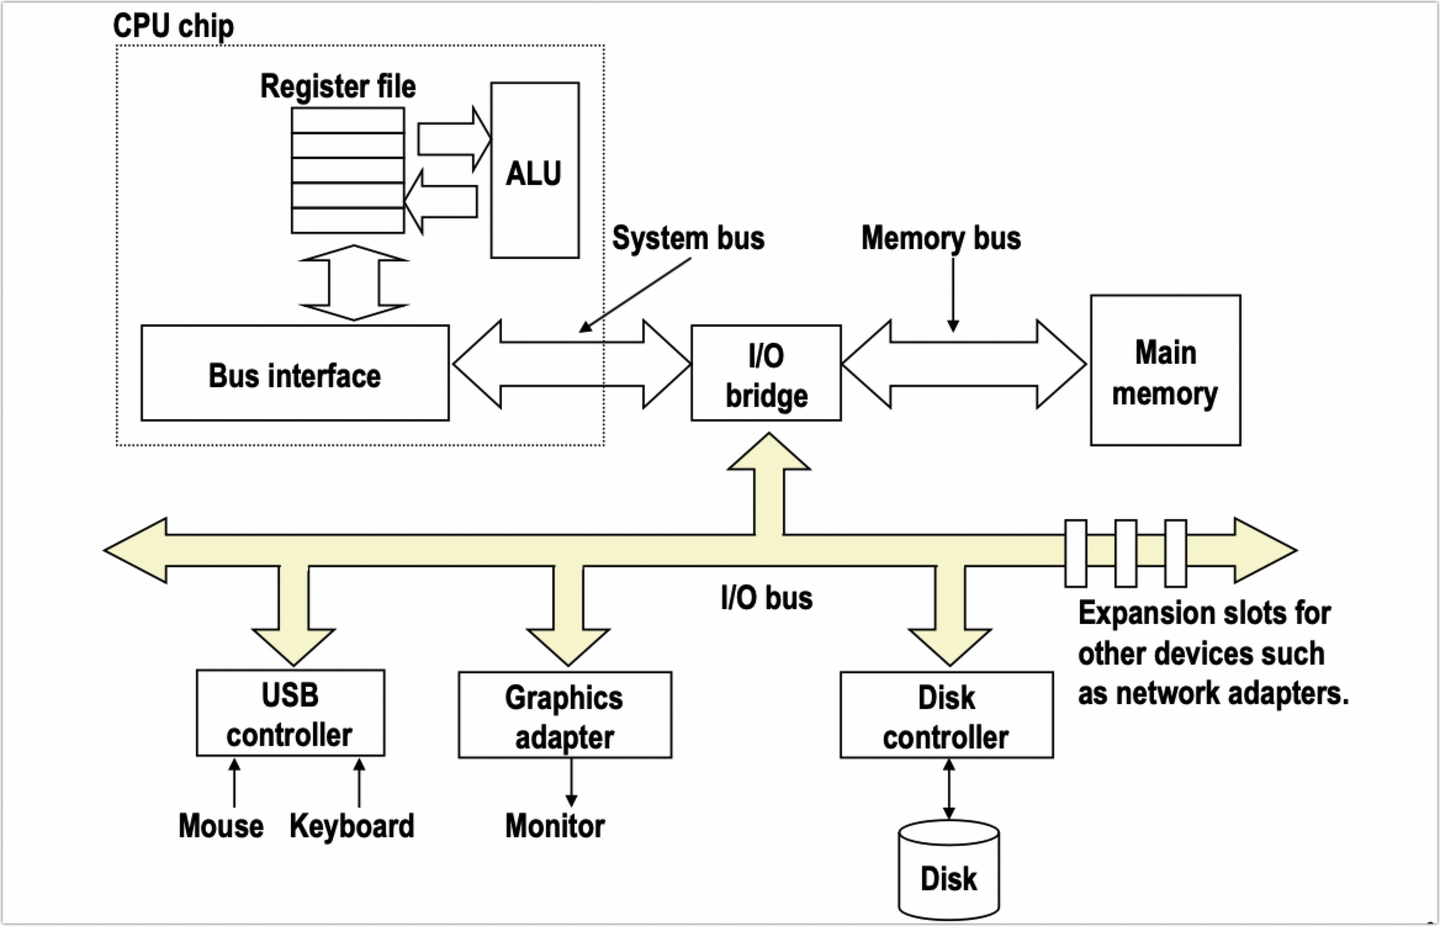 CPU chip
Register file
ALU
System bus
Memory bus
Bus interface
I/O
bridge
Main
memory
I/O bus
Expansion slots for
other devices such
as network adapters.
USB
controller
Graphics
adapter
Disk
controller
Mouse
Keyboard
Monitor
Disk